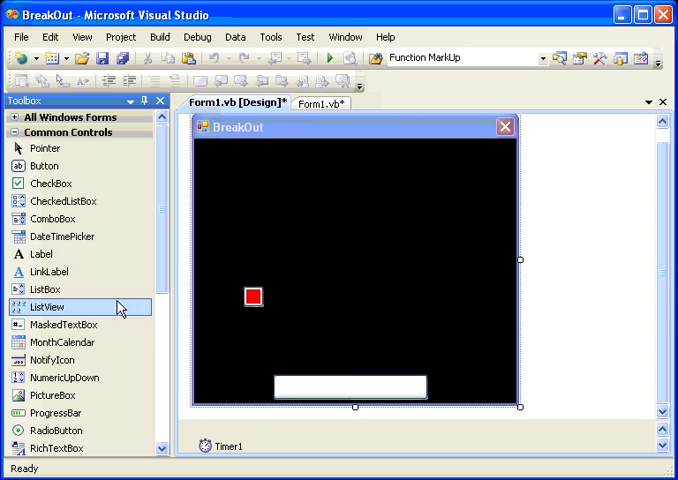 BreakOut - Microsoft Visual Studio
File Edit View Project Build Debug Data Tools Test Window Help
Function MarkUp
Toolbox
Form1.vb [Design]* Form1.vb*
All Windows Forms
Common Controls
BreakOut
Pointer
Button
CheckBox
CheckedListBox
ComboBox
DateTimePicker
Label
LinkLabel
ListBox
ListView
MaskedTextBox
MonthCalendar
NotifyIcon
NumericUpDown
PictureBox
ProgressBar
RadioButton
RichTextBox
Timer1
Ready